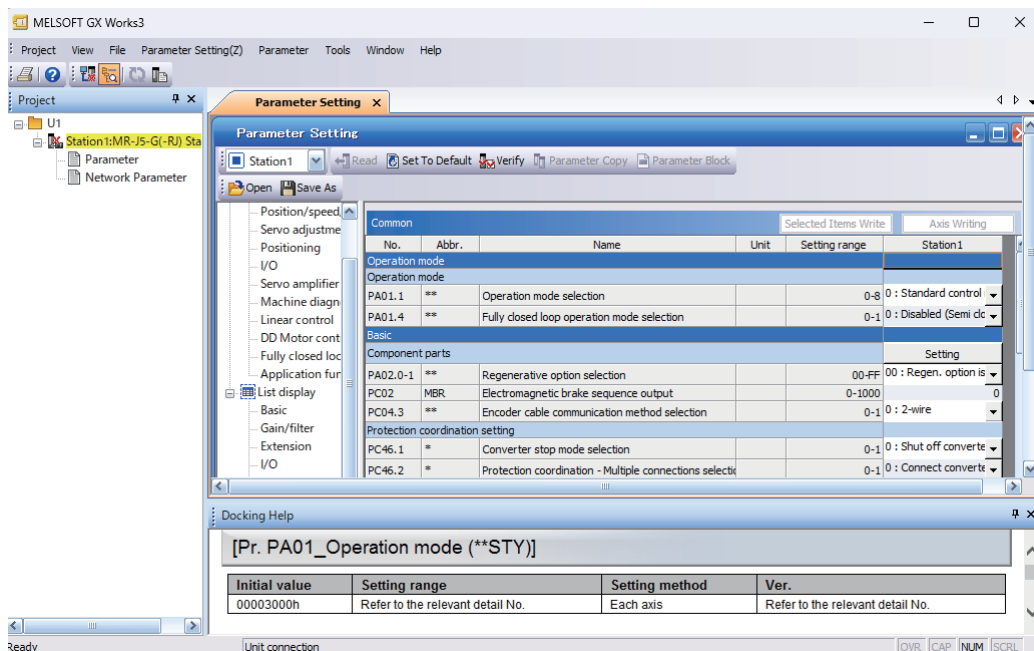 MELSOFT GX Works3
Project View File Parameter Setting(Z) Parameter Tools Window Help
Project
U1
Station1:MR-J5-G(-RJ) Sta
Parameter
Network Parameter
Parameter Setting
Parameter Setting
Station1 Read Set To Default Verify Parameter Copy Parameter Block
Open Save As
Position/speed
Servo adjustme
Positioning
I/O
Servo amplifier
Machine diagn
Linear control
DD Motor cont
Fully closed loc
Application fun
List display
Basic
Gain/filter
Extension
I/O
Common Selected Items Write Axis Writing
No. Abbr. Name Unit Setting range Station1
Operation mode
Operation mode
PA01.1 ** Operation mode selection 0-8 0 : Standard control
PA01.4 ** Fully closed loop operation mode selection 0-1 0 : Disabled (Semi clo
Basic
Component parts Setting
PA02.0-1 ** Regenerative option selection 00-FF 00 : Regen. option is
PC02 MBR Electromagnetic brake sequence output 0-1000 0
PC04.3 ** Encoder cable communication method selection 0-1 0 : 2-wire
Protection coordination setting
PC46.1 * Converter stop mode selection 0-1 0 : Shut off converte
PC46.2 * Protection coordination - Multiple connections selectio 0-1 0 : Connect converte
Docking Help
[Pr. PA01_Operation mode (**STY)]
Initial value Setting range Setting method Ver.
00003000h Refer to the relevant detail No. Each axis Refer to the relevant detail No.
Ready Unit connection OVR CAP NUM SCRL